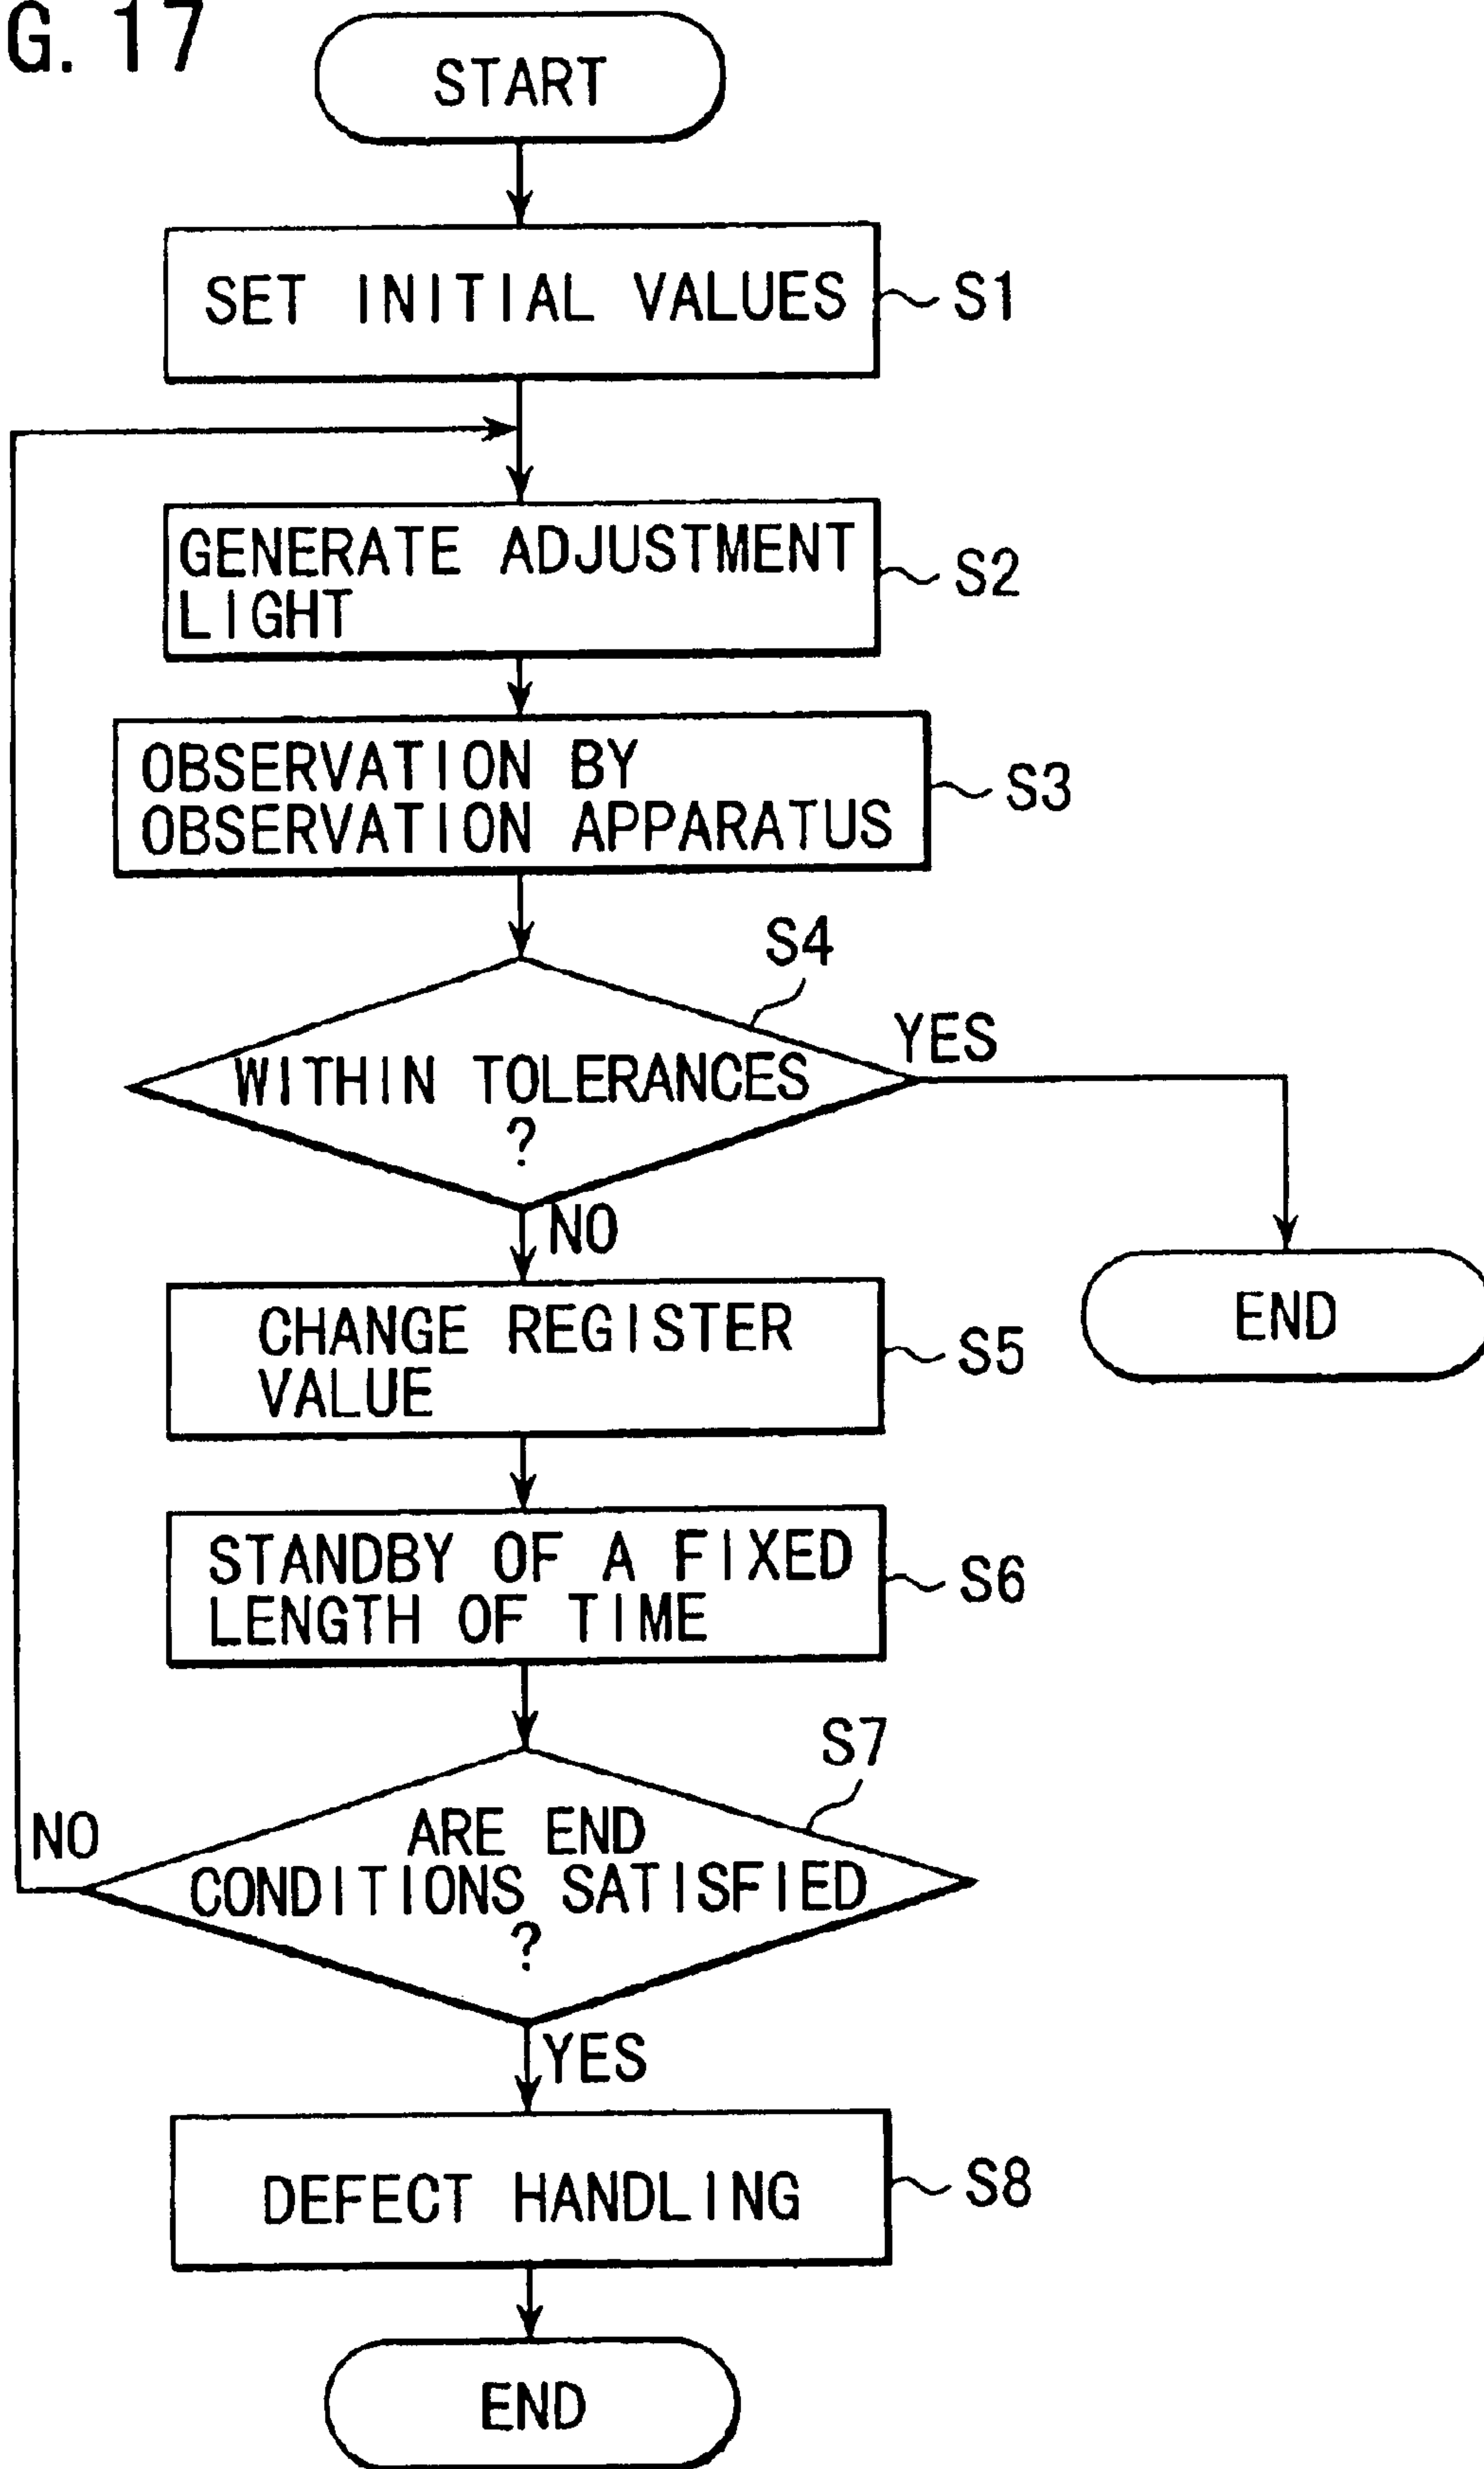 G. 17
START
SET INITIAL VALUES
S1
GENERATE ADJUSTMENT
LIGHT
S2
OBSERVATION BY
OBSERVATION APPARATUS
S3
S4
WITHIN TOLERANCES
?
YES
NO
END
CHANGE REGISTER
VALUE
S5
STANDBY OF A FIXED
LENGTH OF TIME
S6
S7
ARE END
CONDITIONS SATISFIED
?
NO
YES
DEFECT HANDLING
S8
END